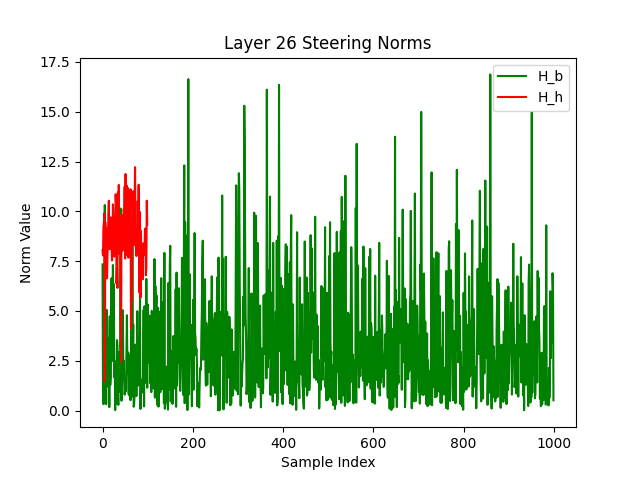 Layer 26 Steering Norms
17.5
15.0
12.5
10.0
7.5
5.0
2.5
0.0
Norm Value
H_b
H_h
0 200 400 600 800 1000
Sample Index